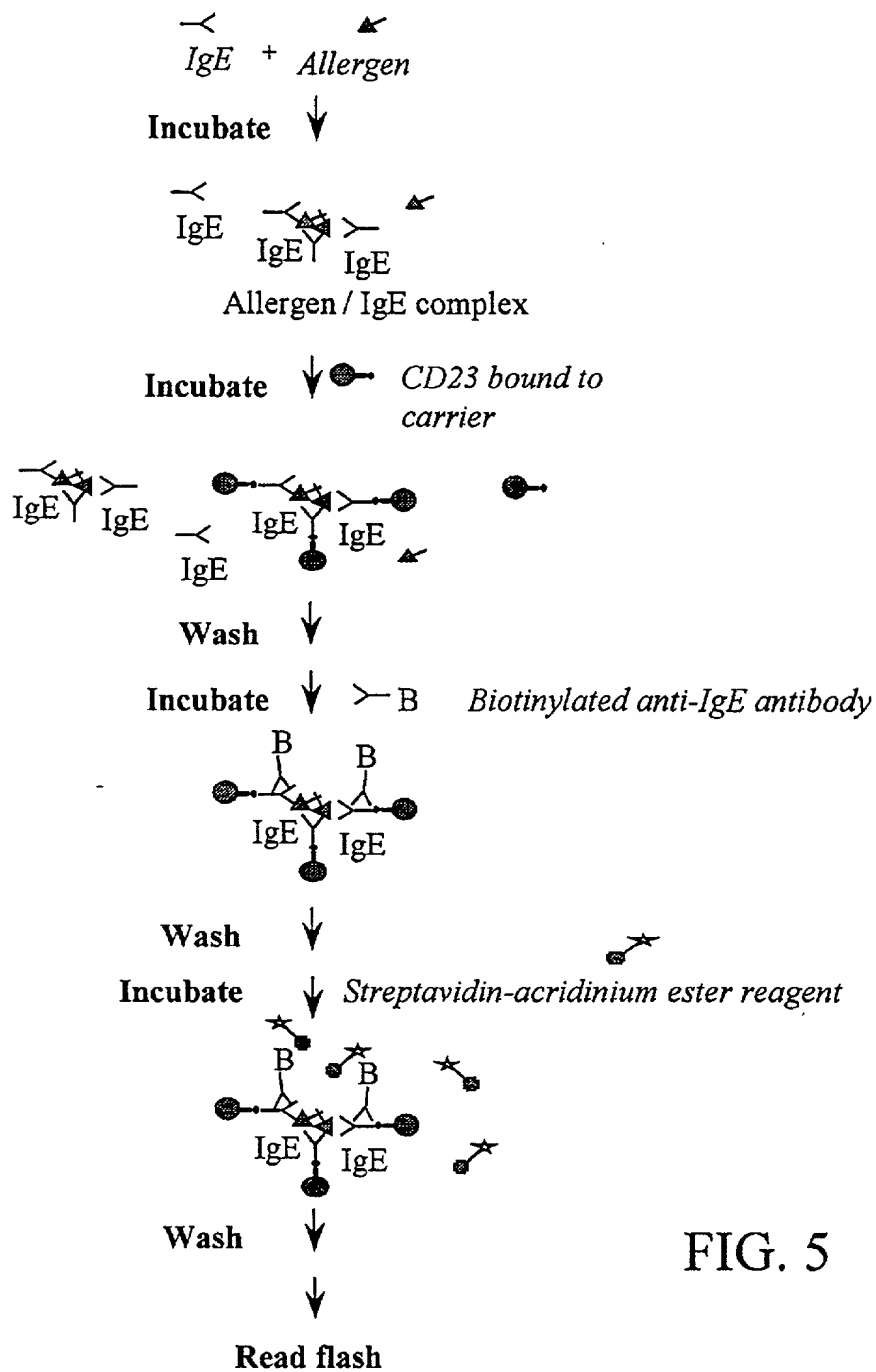 IgE + Allergen
Incubate
IgE
IgE
IgE
Allergen / IgE complex
Incubate
CD23 bound to
carrier
IgE
IgE
IgE
IgE
IgE
Wash
Incubate
B
Biotinylated anti-IgE antibody
B
B
IgE
IgE
Wash
Incubate
Streptavidin-acridinium ester reagent
B
B
IgE
IgE
Wash
FIG. 5
Read flash